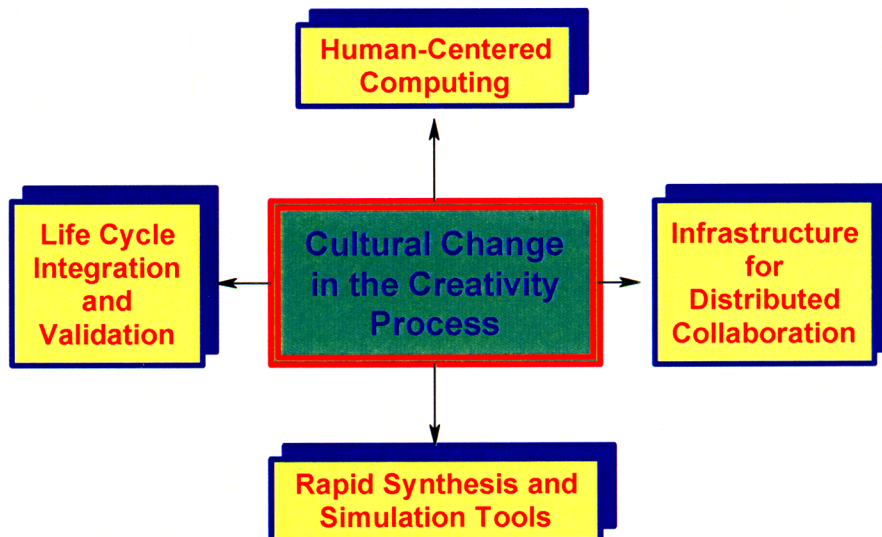 Human-Centered
Computing
Life Cycle
Integration
and
Validation
Cultural Change
in the Creativity
Process
Infrastructure
for
Distributed
Collaboration
Rapid Synthesis and
Simulation Tools